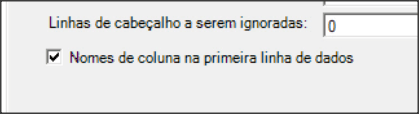 Linhas de cabeçalho a serem ignoradas: 0
Nomes de coluna na primeira linha de dados